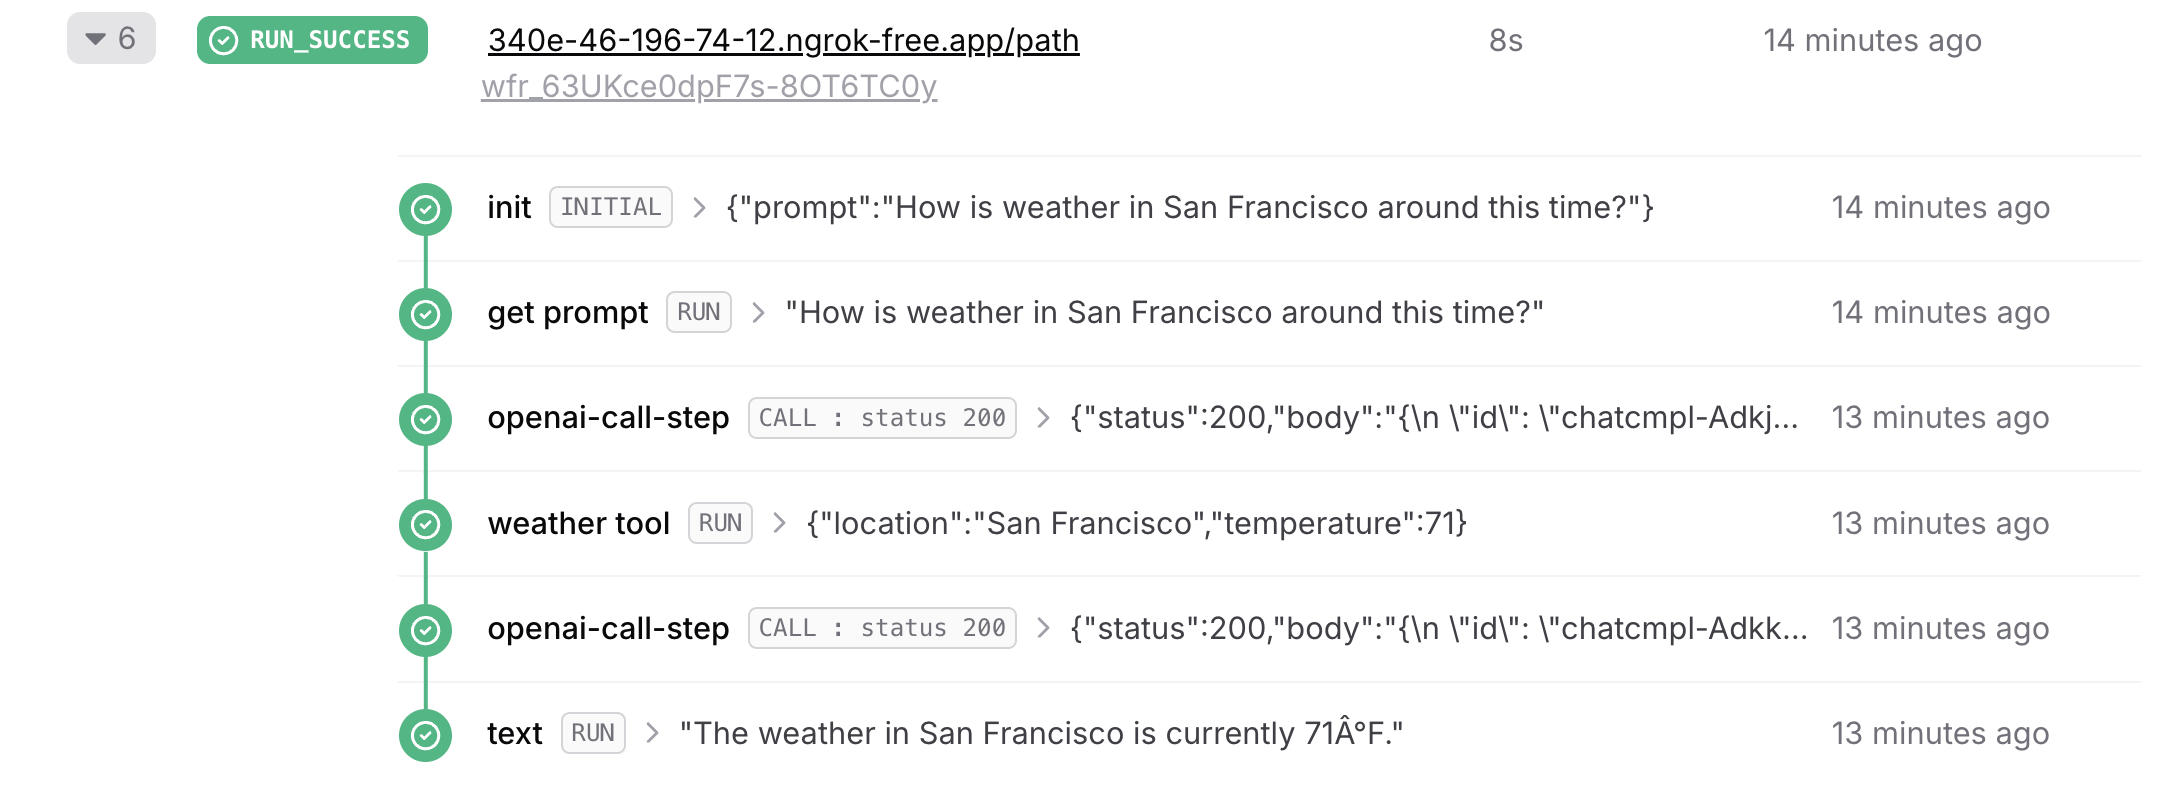 6 RUN_SUCCESS 340e-46-196-74-12.ngrok-free.app/path 8s 14 minutes ago
wfr_63UKce0dpF7s-8OT6TC0y
init INITIAL > {"prompt":"How is weather in San Francisco around this time?"} 14 minutes ago
get prompt RUN > "How is weather in San Francisco around this time?" 14 minutes ago
openai-call-step CALL : status 200 > {"status":200,"body":"{\n \"id\": \"chatcmpl-Adkj... 13 minutes ago
weather tool RUN > {"location":"San Francisco","temperature":71} 13 minutes ago
openai-call-step CALL : status 200 > {"status":200,"body":"{\n \"id\": \"chatcmpl-Adkk... 13 minutes ago
text RUN > "The weather in San Francisco is currently 71Â°F." 13 minutes ago